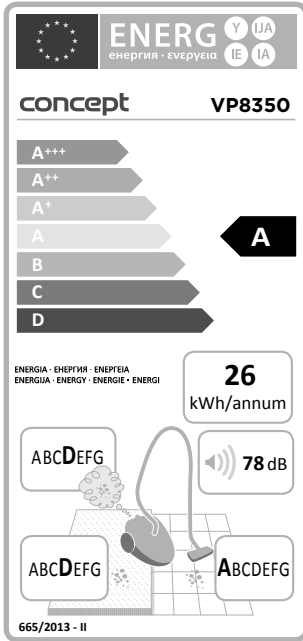 ENERG Y IJA
енергия · ενεργεια IE IA
concept VP8350
A+++
A++
A+
A A
B
C
D
ENERGIA · ЕНЕРГИЯ · ΕΝΕΡΓΕΙΑ
ENERGIJA · ENERGY · ENERGIE · ENERGI
26
kWh/annum
ABCDEFG
78 dB
ABCDEFG
ABCDEFG
665/2013 - II